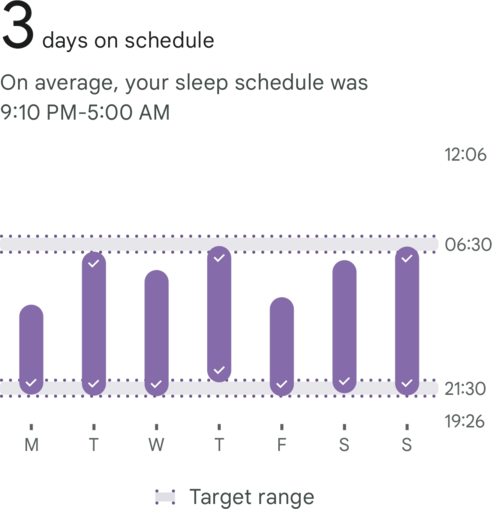 3 days on schedule
On average, your sleep schedule was
9:10 PM-5:00 AM
12:06
06:30
21:30
19:26
M T W T F S S
Target range